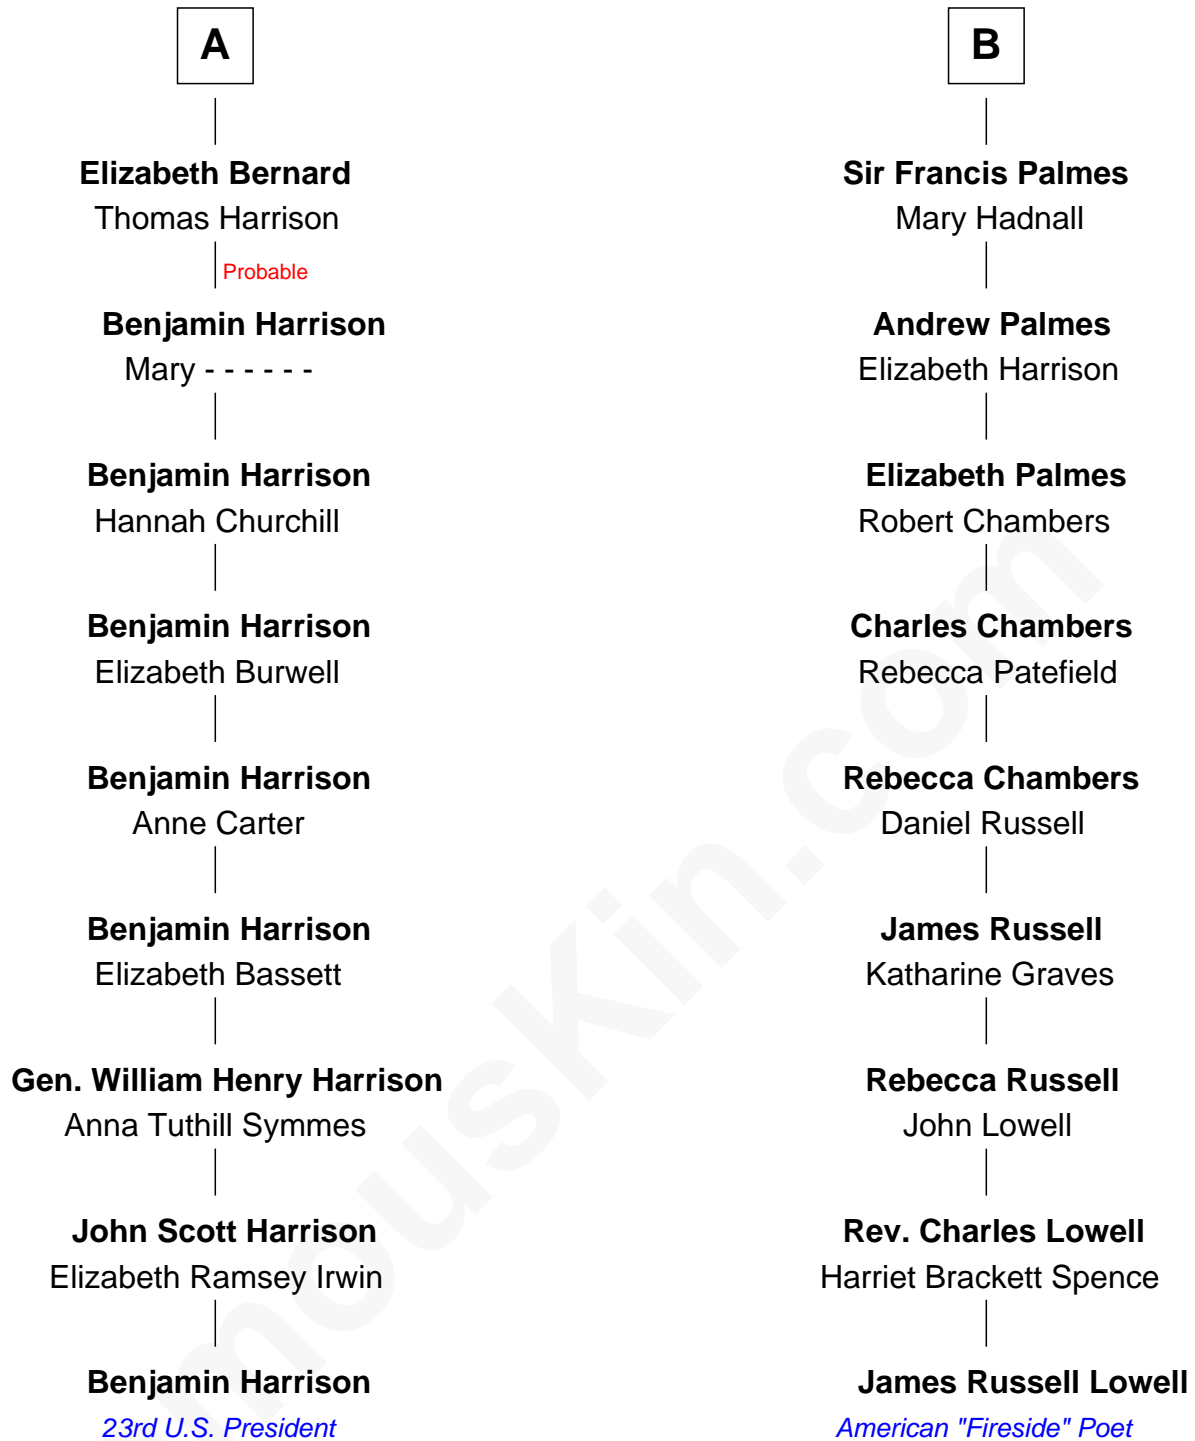 A
Elizabeth Bernard
Thomas Harrison
Probable
Benjamin Harrison
Mary - - - - - -
Benjamin Harrison
Hannah Churchill
Benjamin Harrison
Elizabeth Burwell
Benjamin Harrison
Anne Carter
Benjamin Harrison
Elizabeth Bassett
Gen. William Henry Harrison
Anna Tuthill Symmes
John Scott Harrison
Elizabeth Ramsey Irwin
Benjamin Harrison
23rd U.S. President
B
Sir Francis Palmes
Mary Hadnall
Andrew Palmes
Elizabeth Harrison
Elizabeth Palmes
Robert Chambers
Charles Chambers
Rebecca Patefield
Rebecca Chambers
Daniel Russell
James Russell
Katharine Graves
Rebecca Russell
John Lowell
Rev. Charles Lowell
Harriet Brackett Spence
James Russell Lowell
American "Fireside" Poet
mousKin.com